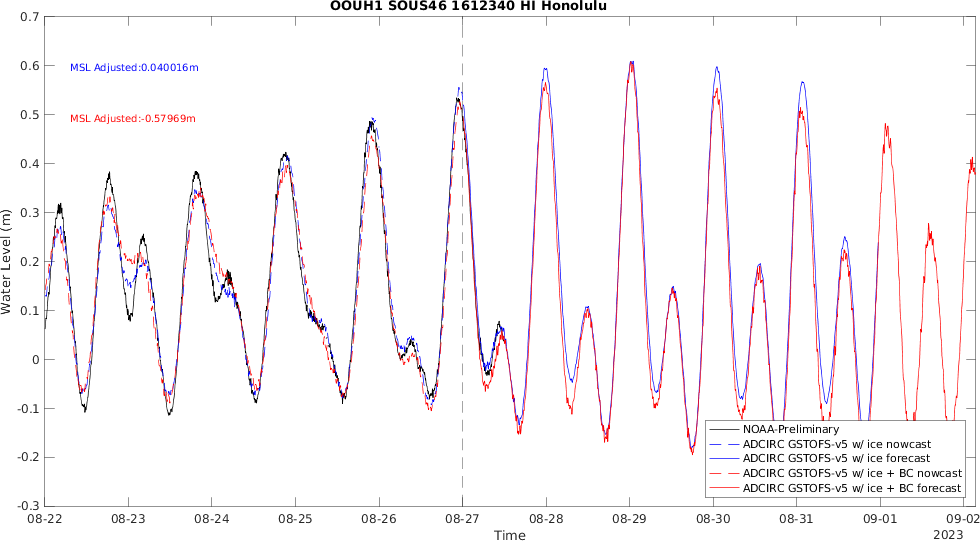 OOUH1 SOUS46 1612340 HI Honolulu
0.7
0.6
0.5
0.4
0.3
0.2
0.1
0
-0.1
-0.2
-0.3
Water Level (m)
MSL Adjusted:0.040016m
MSL Adjusted:-0.57969m
NOAA-Preliminary
ADCIRC GSTOFS-v5 w/ ice nowcast
ADCIRC GSTOFS-v5 w/ ice forecast
ADCIRC GSTOFS-v5 w/ ice + BC nowcast
ADCIRC GSTOFS-v5 w/ ice + BC forecast
08-22 08-23 08-24 08-25 08-26 08-27 08-28 08-29 08-30 08-31 09-01 09-02
Time
2023